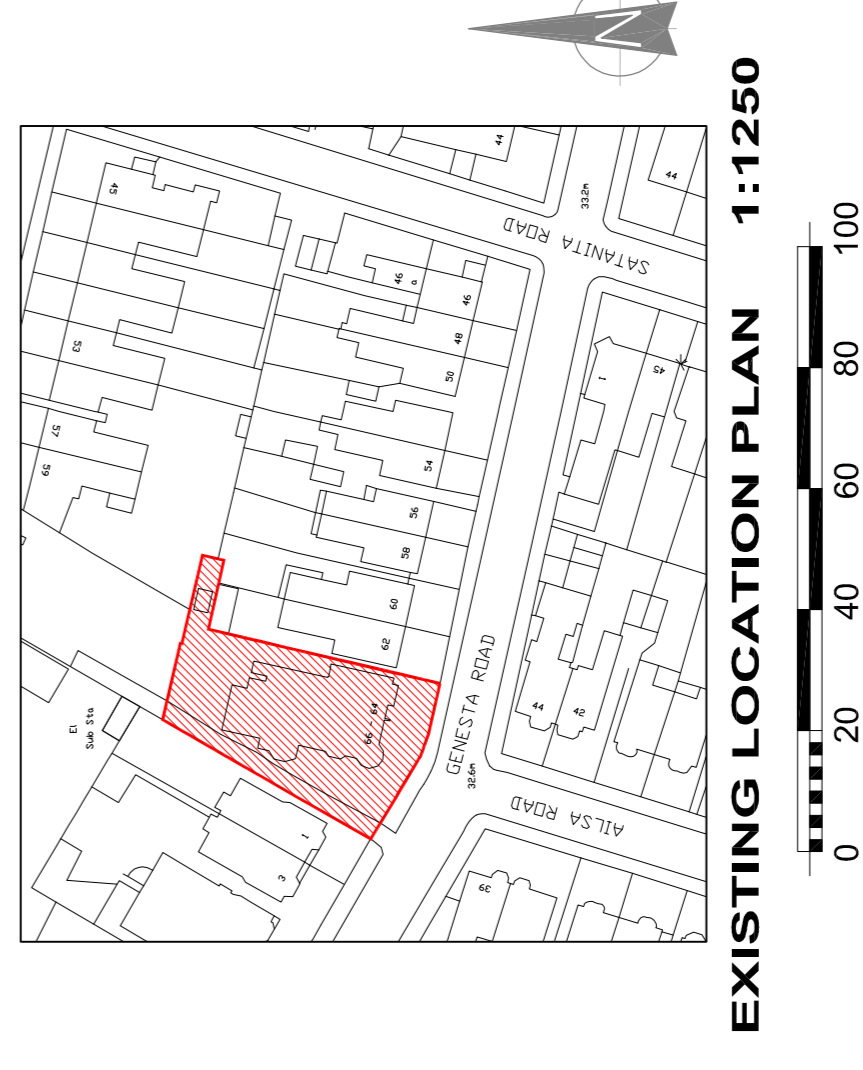 N
EXISTING LOCATION PLAN 1:1250
0 20 40 60 80 100
SATANITA ROAD
GENESTA ROAD
AILSA ROAD
33.2m
32.6m
El
Sub Sta
45
53
57
59
44
44
46
a
46
48
50
54
56
58
60
62
66 - 64
1
45
44
42
39
1
3